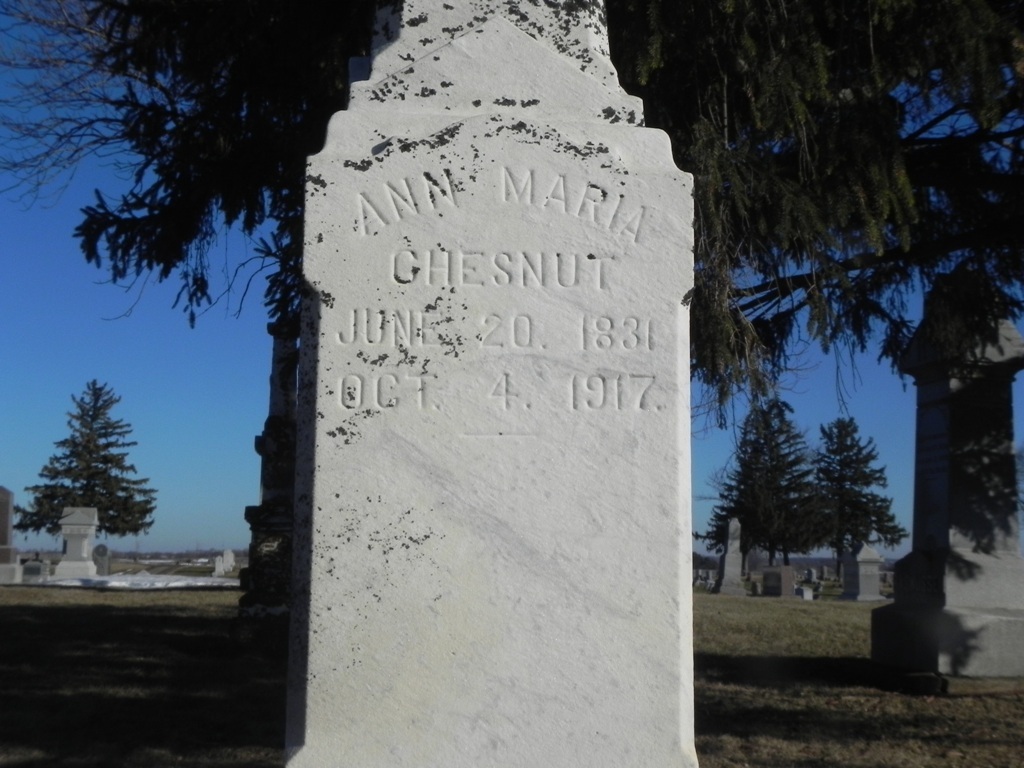 ANN MARIA
CHESNUT
JUNE 20. 1831
OCT. 4. 1917.